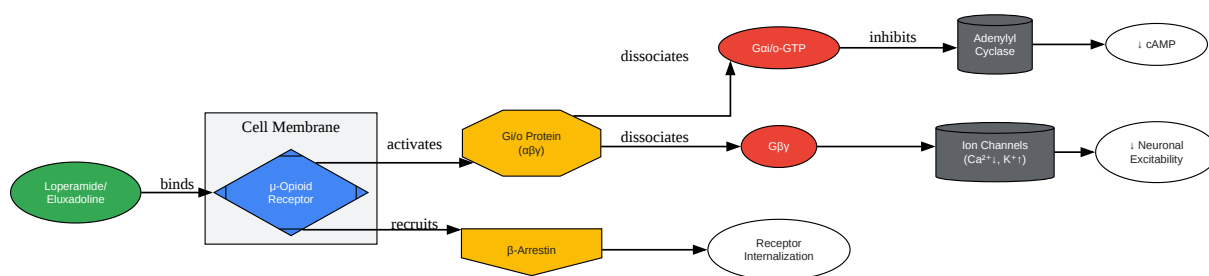 Loperamide/
Eluxadoline
binds
Cell Membrane
μ-Opioid
Receptor
activates
Gi/o Protein
(αβγ)
dissociates
Gαi/o-GTP
inhibits
Adenylyl
Cyclase
↓ cAMP
dissociates
Gβγ
Ion Channels
(Ca²⁺↓, K⁺↑)
↓ Neuronal
Excitability
recruits
β-Arrestin
Receptor
Internalization